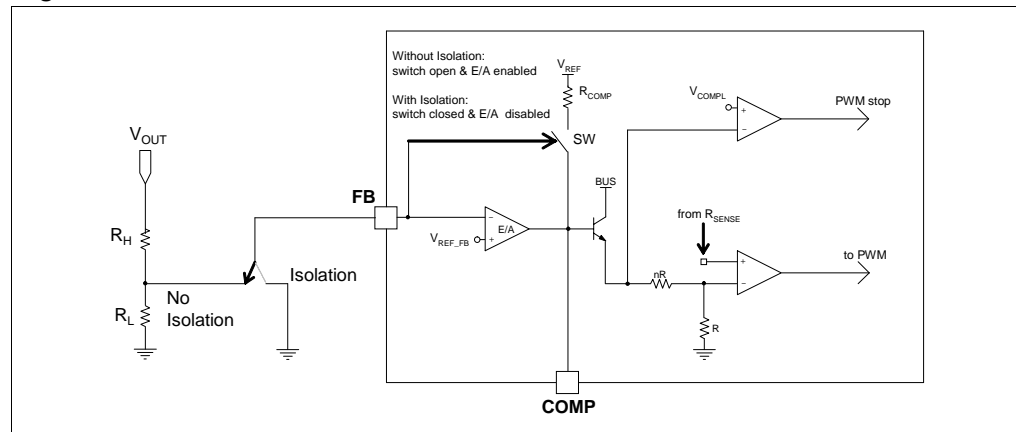 Without Isolation:
switch open & E/A enabled
With Isolation:
switch closed & E/A disabled
VREF
RCOMP
SW
VCOMPL
+
−
PWM stop
VOUT
FB
BUS
−
E/A
VREF_FB
+
from RSENSE
+
−
to PWM
RH
Isolation
nR
No
Isolation
RL
R
COMP